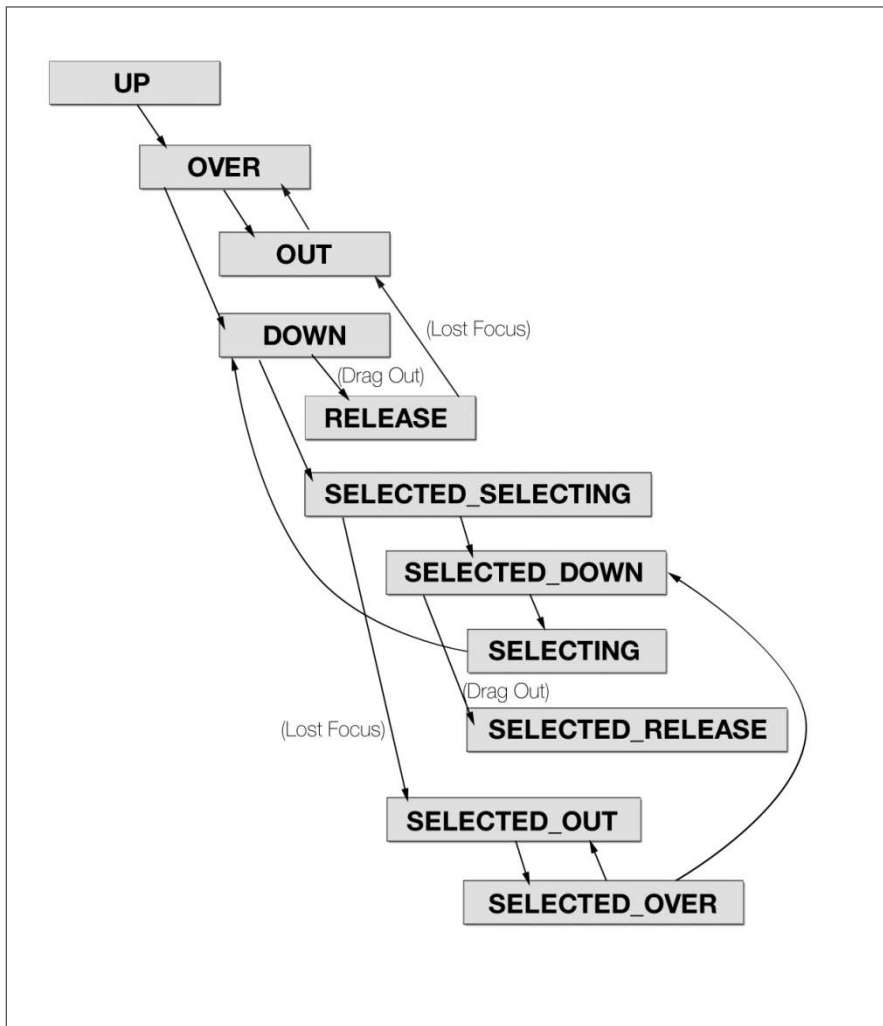 UP
OVER
OUT
DOWN
(Lost Focus)
(Drag Out)
RELEASE
SELECTED_SELECTING
SELECTED_DOWN
SELECTING
(Drag Out)
SELECTED_RELEASE
(Lost Focus)
SELECTED_OUT
SELECTED_OVER